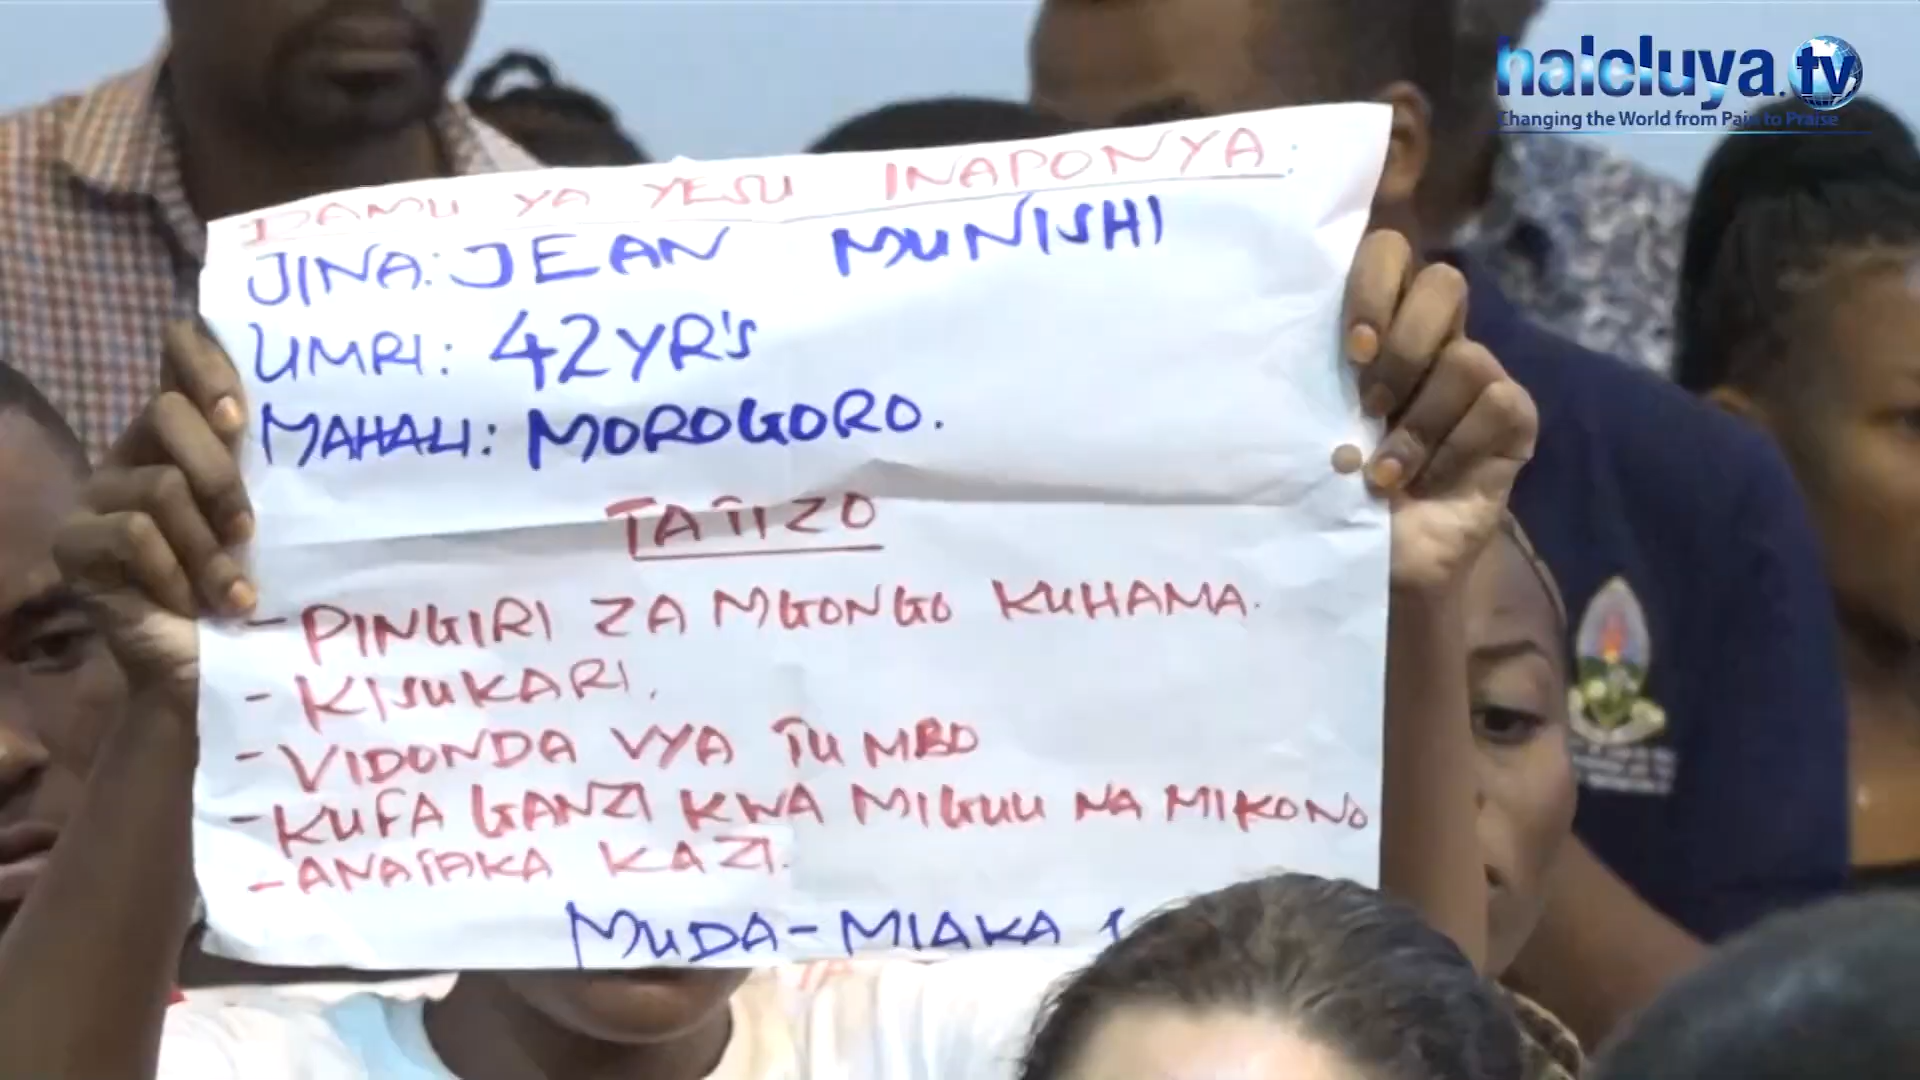 haleluya.tv
Changing the World from Pain to Praise
DAMU YA YESU INAPONYA.
JINA: JEAN MUNISHI
UMRI: 42YR'S
MAHALI: MOROGORO.
TATIZO
- PINGIRI ZA MGONGO KUHAMA.
- KISUKARI.
- VIDONDA VYA TUMBO
- KUFA GANZI KWA MIGUU NA MIKONO
- ANATAKA KAZI.
MUDA - MIAKA